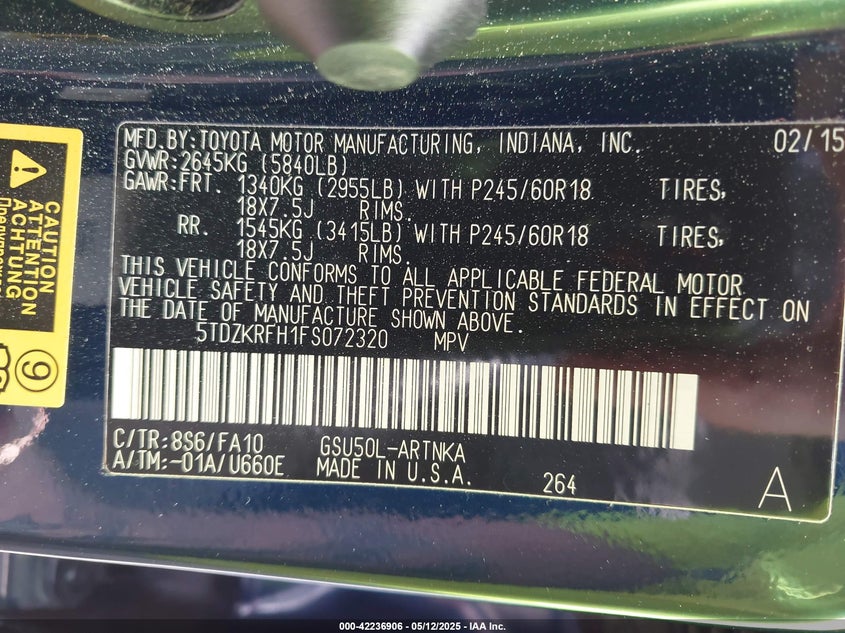 MFD.BY:TOYOTA MOTOR MANUFACTURING, INDIANA, INC. 02/15
GVWR:2645KG (5840LB)
GAWR:FRT. 1340KG (2955LB) WITH P245/60R18 TIRES,
18X7.5J RIMS.
RR. 1545KG (3415LB) WITH P245/60R18 TIRES,
18X7.5J RIMS.
THIS VEHICLE CONFORMS TO ALL APPLICABLE FEDERAL MOTOR
VEHICLE SAFETY AND THEFT PREVENTION STANDARDS IN EFFECT ON
THE DATE OF MANUFACTURE SHOWN ABOVE.
5TDZKRFH1FS072320 MPV
C/TR:8S6/FA10 GSU50L-ARTNKA
A/TM:-01A/U660E MADE IN U.S.A. 264 A
CAUTION
ATTENTION
ACHTUNG
9
000-42236906 - 05/12/2025 - IAA Inc.